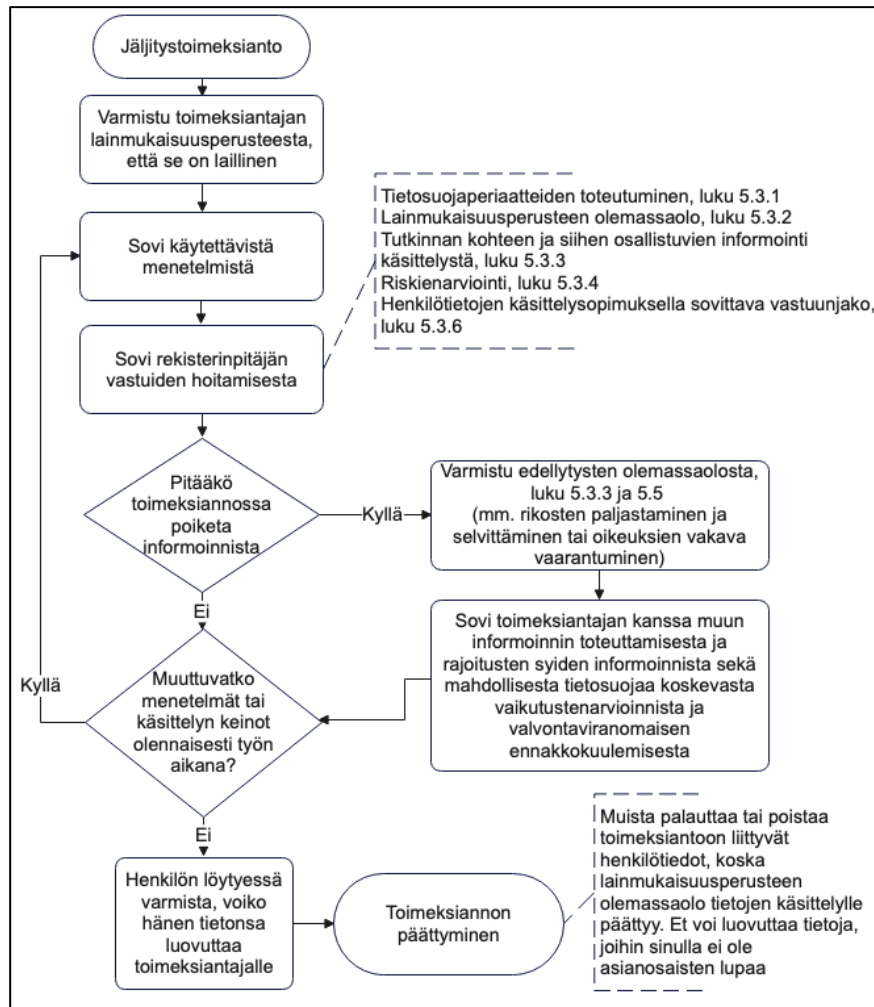 Jäljitystoimeksianto
Varmistu toimeksiantajan
lainmukaisuusperusteesta,
että se on laillinen
Sovi käytettävistä
menetelmistä
Tietosuojaperiaatteiden toteutuminen, luku 5.3.1
Lainmukaisuusperusteen olemassaolo, luku 5.3.2
Tutkinnan kohteen ja siihen osallistuvien informointi
käsittelystä, luku 5.3.3
Riskienarviointi, luku 5.3.4
Henkilötietojen käsittelysopimuksella sovittava vastuunjako,
luku 5.3.6
Sovi rekisterinpitäjän
vastuiden hoitamisesta
Pitääkö
toimeksiannossa
poiketa
informoinnista
Kyllä
Varmistu edellytysten olemassaolosta,
luku 5.3.3 ja 5.5
(mm. rikosten paljastaminen ja
selvittäminen tai oikeuksien vakava
vaarantuminen)
Ei
Sovi toimeksiantajan kanssa muun
informoinnin toteuttamisesta ja
rajoitusten syiden informoinnista sekä
mahdollisesta tietosuojaa koskevasta
vaikutustenarvioinnista ja
valvontaviranomaisen
ennakkokuulemisesta
Muuttuvatko
menetelmät tai
käsittelyn keinot
olennaisesti työn
aikana?
Kyllä
Ei
Henkilön löytyessä
varmista, voiko
hänen tietonsa
luovuttaa
toimeksiantajalle
Toimeksiannon
päättyminen
Muista palauttaa tai poistaa
toimeksiantoon liittyvät
henkilötiedot, koska
lainmukaisuusperusteen
olemassaolo tietojen käsittelylle
päättyy. Et voi luovuttaa tietoja,
joihin sinulla ei ole
asianosaisten lupaa